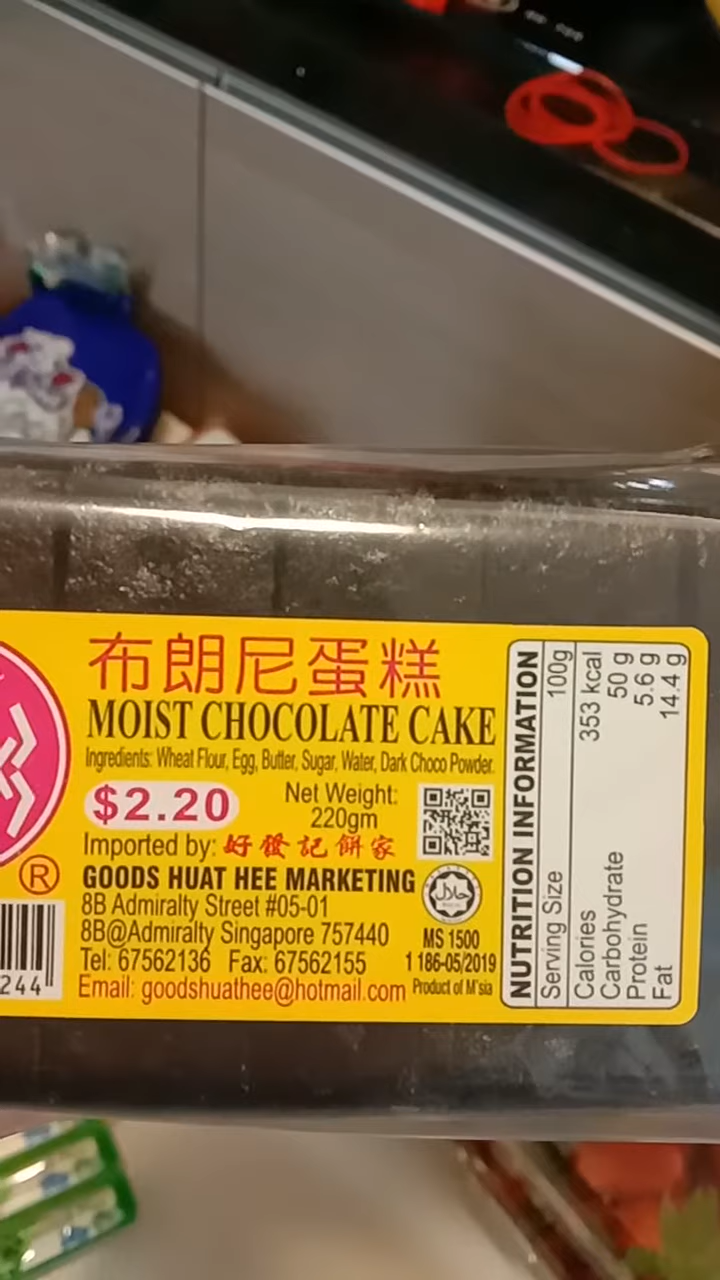 布朗尼蛋糕
MOIST CHOCOLATE CAKE
Ingredients: Wheat Flour, Egg, Butter, Sugar, Water, Dark Choco Powder.
$2.20
Net Weight:
220gm
Imported by: 好發記餅家
® GOODS HUAT HEE MARKETING
8B Admiralty Street #05-01
8B@Admiralty Singapore 757440
Tel: 67562136 Fax: 67562155
Email: goodshuathee@hotmail.com
حلال
MS 1500
1 186-05/2019
Product of M'sia
244
NUTRITION INFORMATION
Serving Size 100g
Calories 353 kcal
Carbohydrate 50 g
Protein 5.6 g
Fat 14.4 g